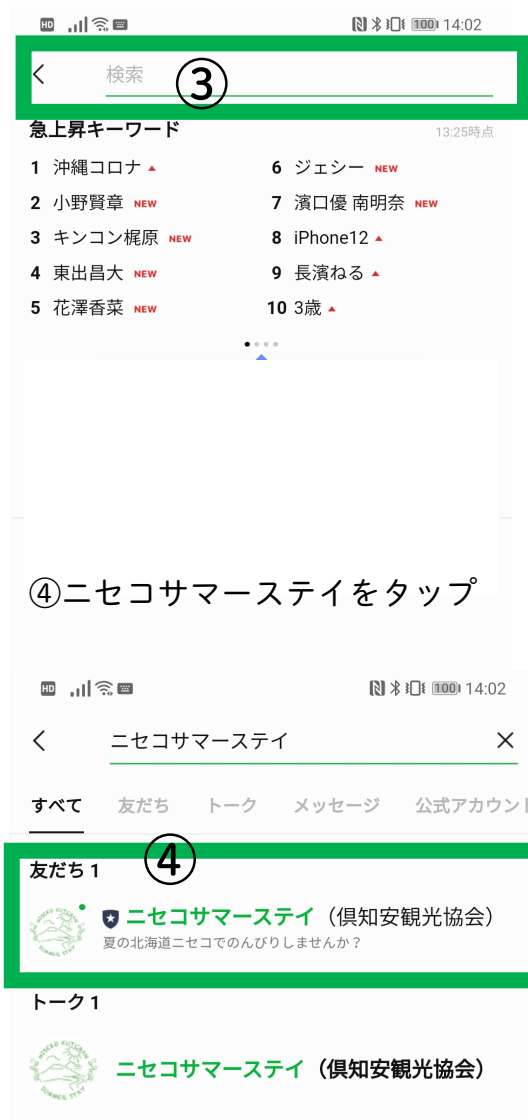 HD 100 14:02
検索 ③
急上昇キーワード 13:25時点
1 沖縄コロナ
6 ジェシー NEW
2 小野賢章 NEW
7 濱口優 南明奈 NEW
3 キンコン梶原 NEW
8 iPhone12
4 東出昌大 NEW
9 長濱ねる
5 花澤香菜 NEW
10 3歳
④ニセコサマーステイをタップ
HD 100 14:02
ニセコサマーステイ
すべて 友だち トーク メッセージ 公式アカウント
友だち 1 ④
ニセコサマーステイ（倶知安観光協会）
夏の北海道ニセコでのんびりしませんか？
トーク 1
ニセコサマーステイ（倶知安観光協会）